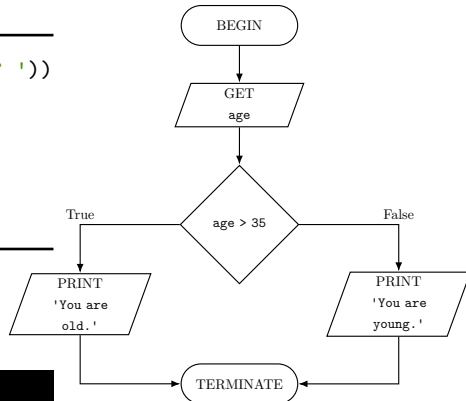 BEGIN
' '))
GET
age
age > 35
True
False
PRINT
'You are
old.'
PRINT
'You are
young.'
TERMINATE